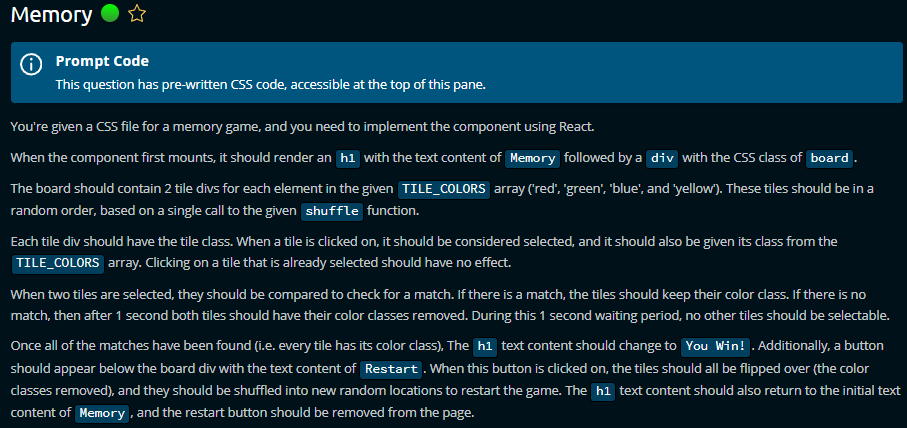 Memory
Prompt Code
This question has pre-written CSS code, accessible at the top of this pane.
You're given a CSS file for a memory game, and you need to implement the component using React.
When the component first mounts, it should render an h1 with the text content of Memory followed by a div with the CSS class of board.
The board should contain 2 tile divs for each element in the given TILE_COLORS array ('red', 'green', 'blue', and 'yellow'). These tiles should be in a
random order, based on a single call to the given shuffle function.
Each tile div should have the tile class. When a tile is clicked on, it should be considered selected, and it should also be given its class from the
TILE_COLORS array. Clicking on a tile that is already selected should have no effect.
When two tiles are selected, they should be compared to check for a match. If there is a match, the tiles should keep their color class. If there is no
match, then after 1 second both tiles should have their color classes removed. During this 1 second waiting period, no other tiles should be selectable.
Once all of the matches have been found (i.e. every tile has its color class), The h1 text content should change to You Win!. Additionally, a button
should appear below the board div with the text content of Restart. When this button is clicked on, the tiles should all be flipped over (the color
classes removed), and they should be shuffled into new random locations to restart the game. The h1 text content should also return to the initial text
content of Memory, and the restart button should be removed from the page.